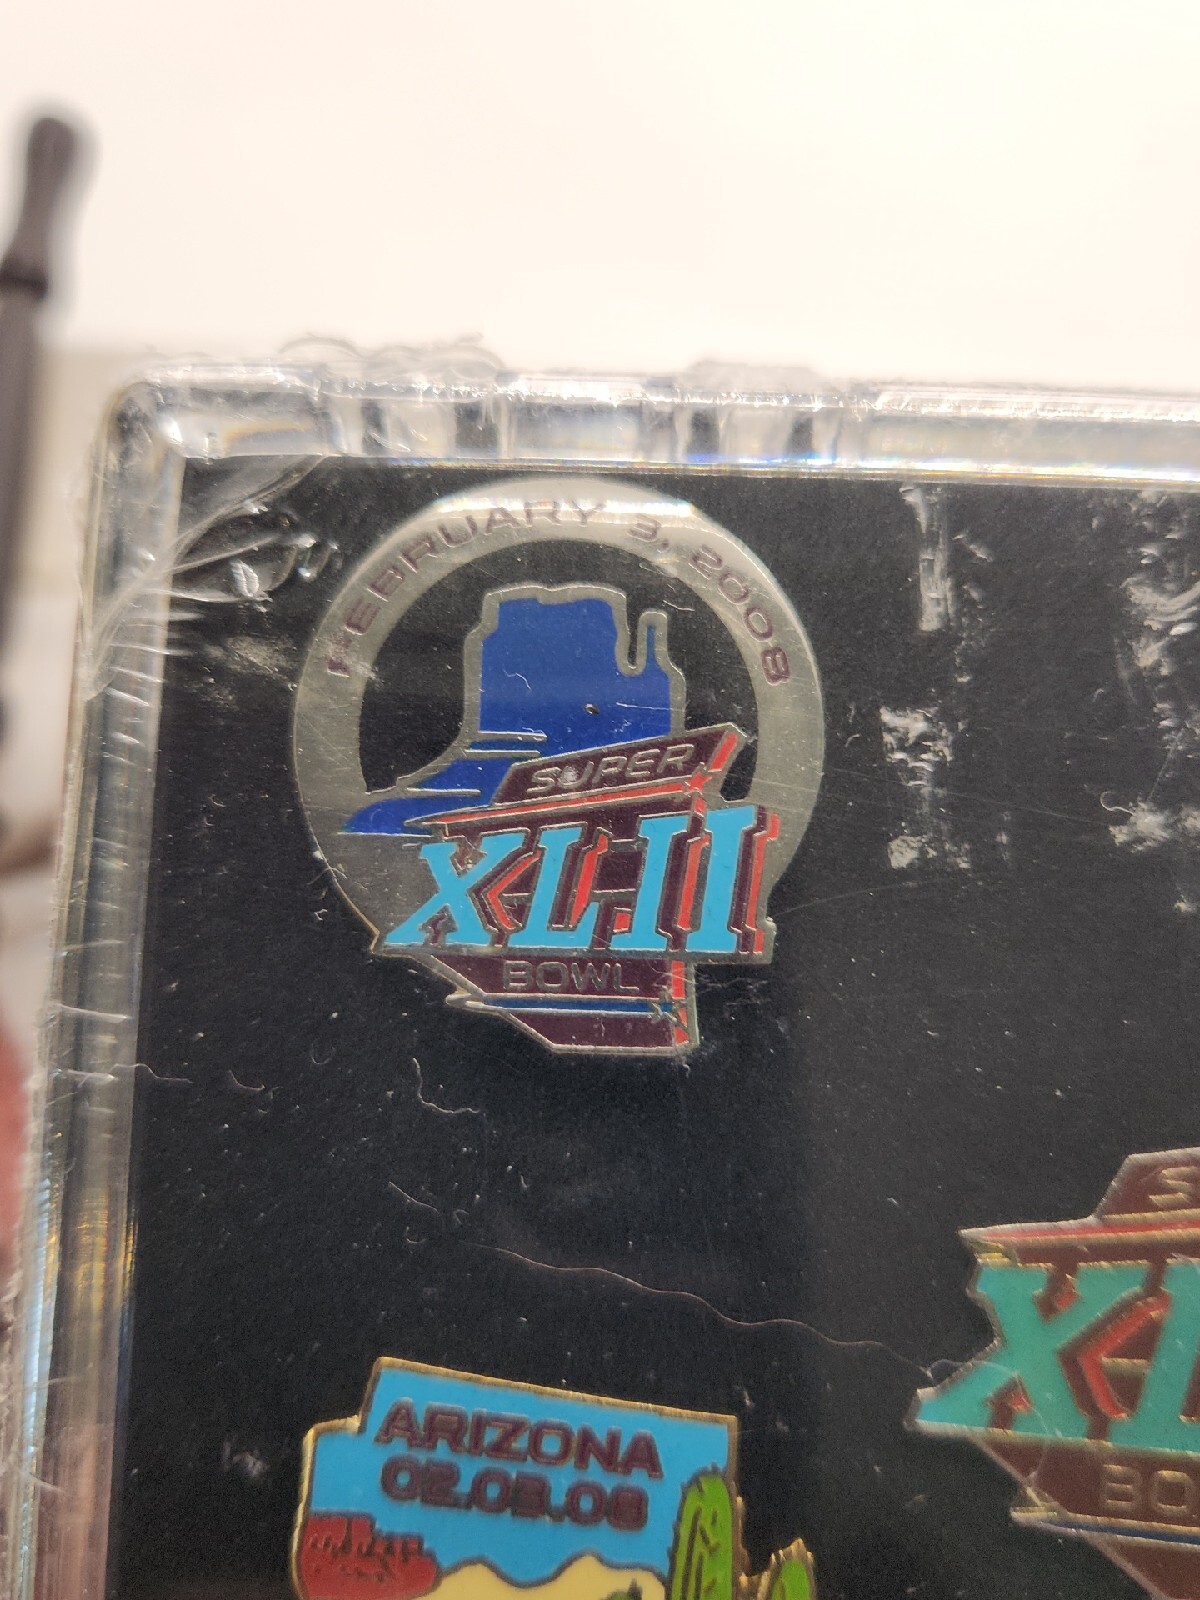 FEBRUARY 3, 2008
SUPER
XLII
BOWL
ARIZONA
02.03.08